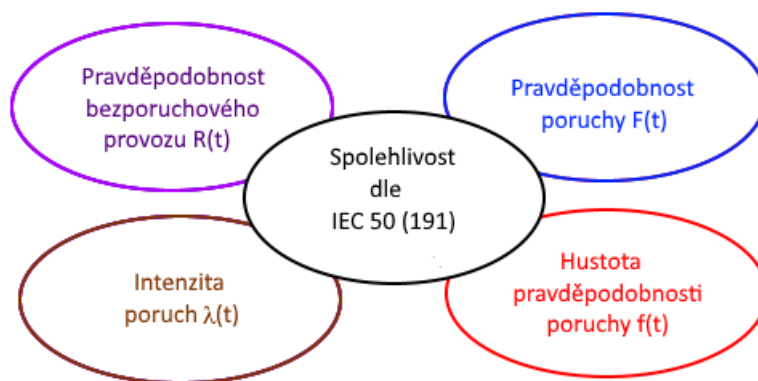 Pravděpodobnost
bezporuchového
provozu R(t)
Pravděpodobnost
poruchy F(t)
Spolehlivost
dle
IEC 50 (191)
Intenzita
poruch λ(t)
Hustota
pravděpodobnosti
poruchy f(t)